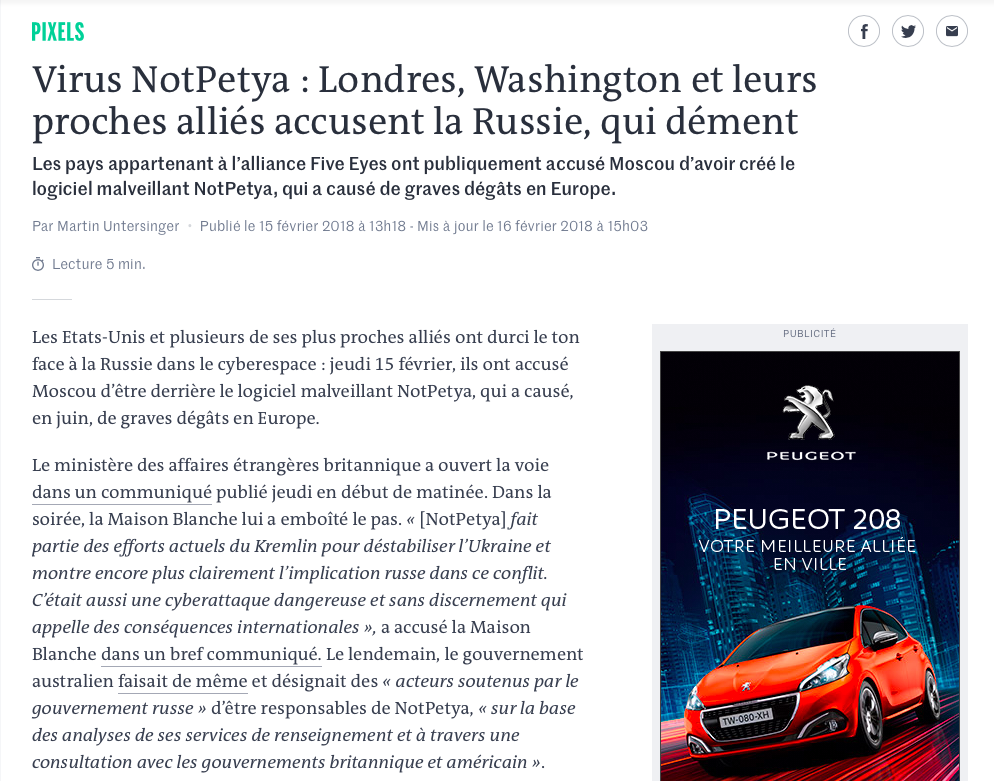 PIXELS
Virus NotPetya : Londres, Washington et leurs
proches alliés accusent la Russie, qui dément
Les pays appartenant à l’alliance Five Eyes ont publiquement accusé Moscou d’avoir créé le
logiciel malveillant NotPetya, qui a causé de graves dégâts en Europe.
Par Martin Untersinger • Publié le 15 février 2018 à 13h18 - Mis à jour le 16 février 2018 à 15h03
Lecture 5 min.
Les Etats-Unis et plusieurs de ses plus proches alliés ont durci le ton
face à la Russie dans le cyberespace : jeudi 15 février, ils ont accusé
Moscou d’être derrière le logiciel malveillant NotPetya, qui a causé,
en juin, de graves dégâts en Europe.
Le ministère des affaires étrangères britannique a ouvert la voie
dans un communiqué publié jeudi en début de matinée. Dans la
soirée, la Maison Blanche lui a emboîté le pas. « [NotPetya] fait
partie des efforts actuels du Kremlin pour déstabiliser l’Ukraine et
montre encore plus clairement l’implication russe dans ce conflit.
C’était aussi une cyberattaque dangereuse et sans discernement qui
appelle des conséquences internationales », a accusé la Maison
Blanche dans un bref communiqué. Le lendemain, le gouvernement
australien faisait de même et désignait des « acteurs soutenus par le
gouvernement russe » d’être responsables de NotPetya, « sur la base
des analyses de ses services de renseignement et à travers une
consultation avec les gouvernements britannique et américain ».
PUBLICITÉ
PEUGEOT
PEUGEOT 208
VOTRE MEILLEURE ALLIÉE
EN VILLE
TW-080-XH